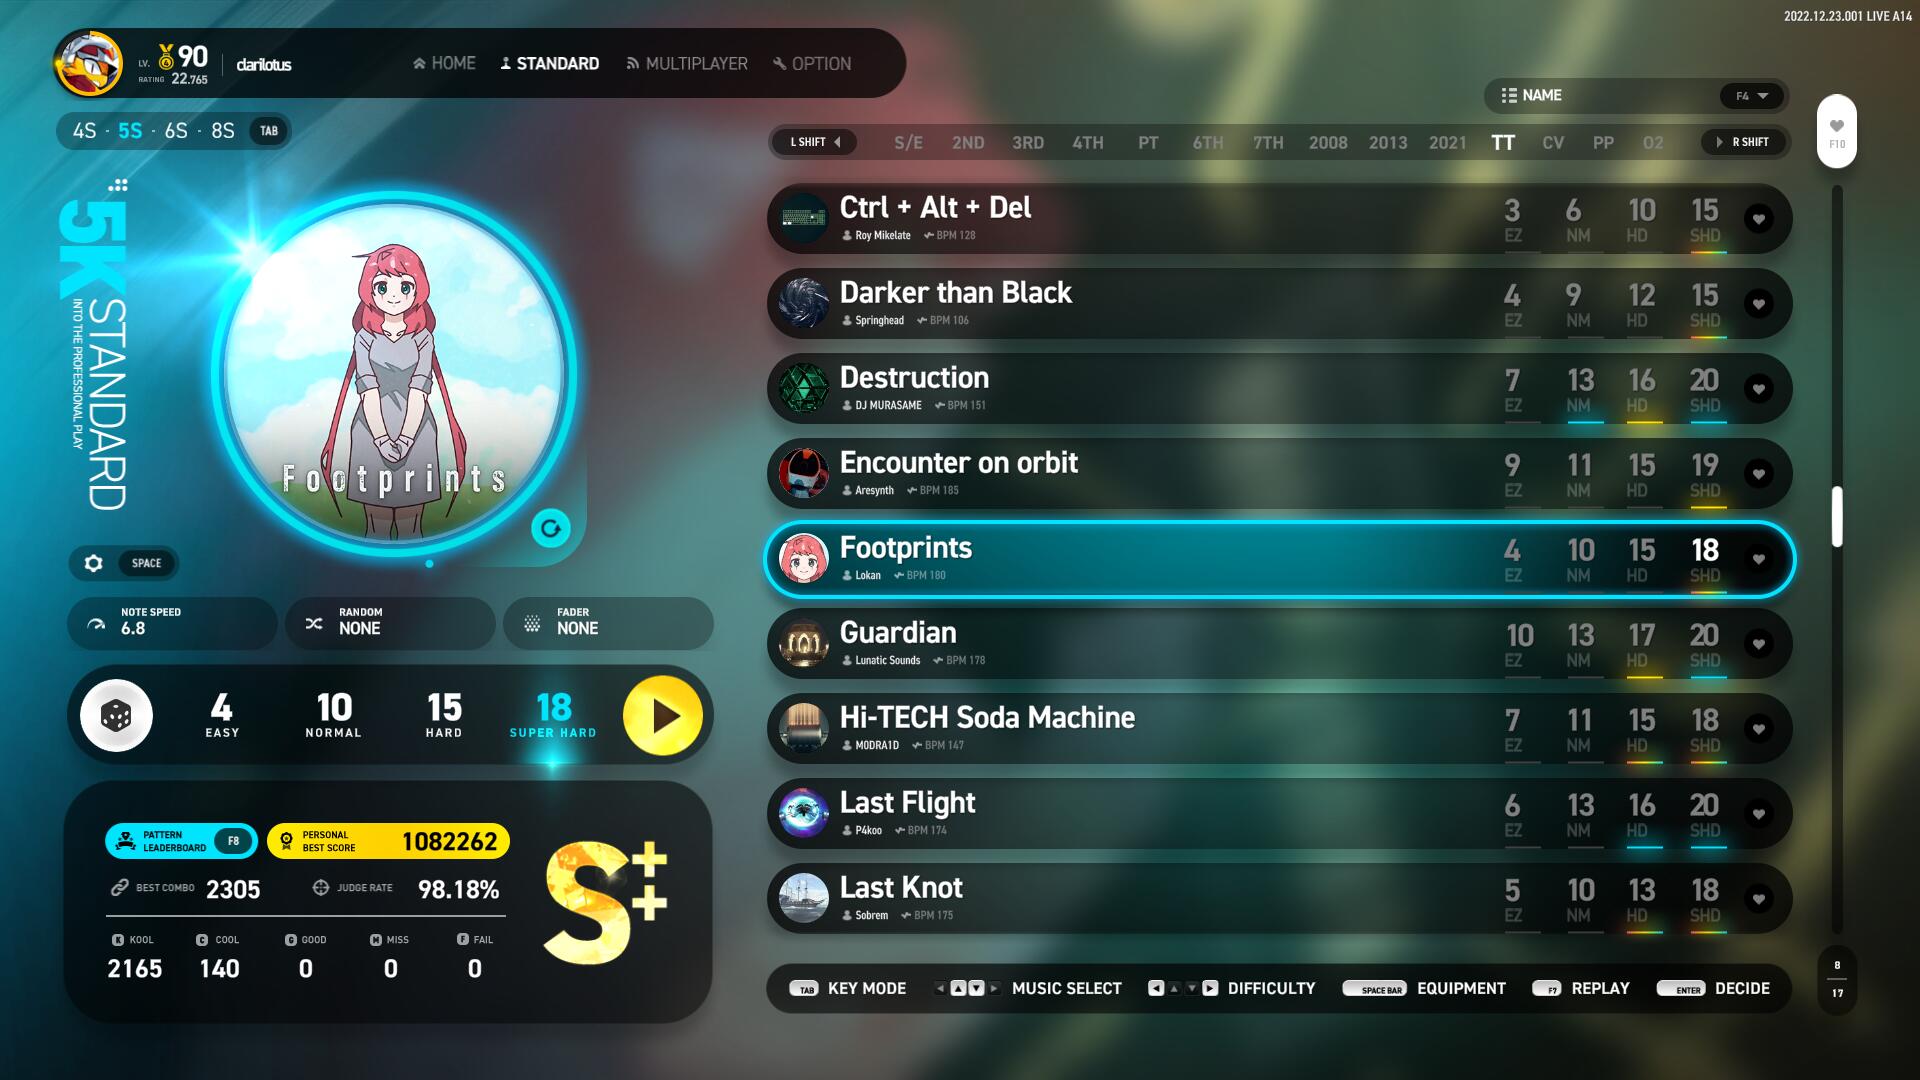 2022.12.23.001 LIVE A14
LV. 90
RATING 22.765
darilotus
HOME STANDARD MULTIPLAYER OPTION
4S · 5S · 6S · 8S TAB
NAME F4
F10
L SHIFT S/E 2ND 3RD 4TH PT 6TH 7TH 2008 2013 2021 TT CV PP O2 R SHIFT
5K STANDARD
INTO THE PROFESSIONAL PLAY
Footprints
SPACE
NOTE SPEED
6.8
RANDOM
NONE
FADER
NONE
4 10 15 18
EASY NORMAL HARD SUPER HARD
PATTERN LEADERBOARD F8
PERSONAL BEST SCORE 1082262
S++
BEST COMBO 2305 JUDGE RATE 98.18%
K KOOL C COOL G GOOD M MISS F FAIL
2165 140 0 0 0
Ctrl + Alt + Del
Roy Mikelate BPM 128
3 6 10 15
EZ NM HD SHD
Darker than Black
Springhead BPM 106
4 9 12 15
EZ NM HD SHD
Destruction
DJ MURASAME BPM 151
7 13 16 20
EZ NM HD SHD
Encounter on orbit
Aresynth BPM 185
9 11 15 19
EZ NM HD SHD
Footprints
Lokan BPM 180
4 10 15 18
EZ NM HD SHD
Guardian
Lunatic Sounds BPM 178
10 13 17 20
EZ NM HD SHD
Hi-TECH Soda Machine
M0DRA1D BPM 147
7 11 15 18
EZ NM HD SHD
Last Flight
P4koo BPM 174
6 13 16 20
EZ NM HD SHD
Last Knot
Sobrem BPM 175
5 10 13 18
EZ NM HD SHD
TAB KEY MODE MUSIC SELECT DIFFICULTY SPACE BAR EQUIPMENT F7 REPLAY ENTER DECIDE
8
17